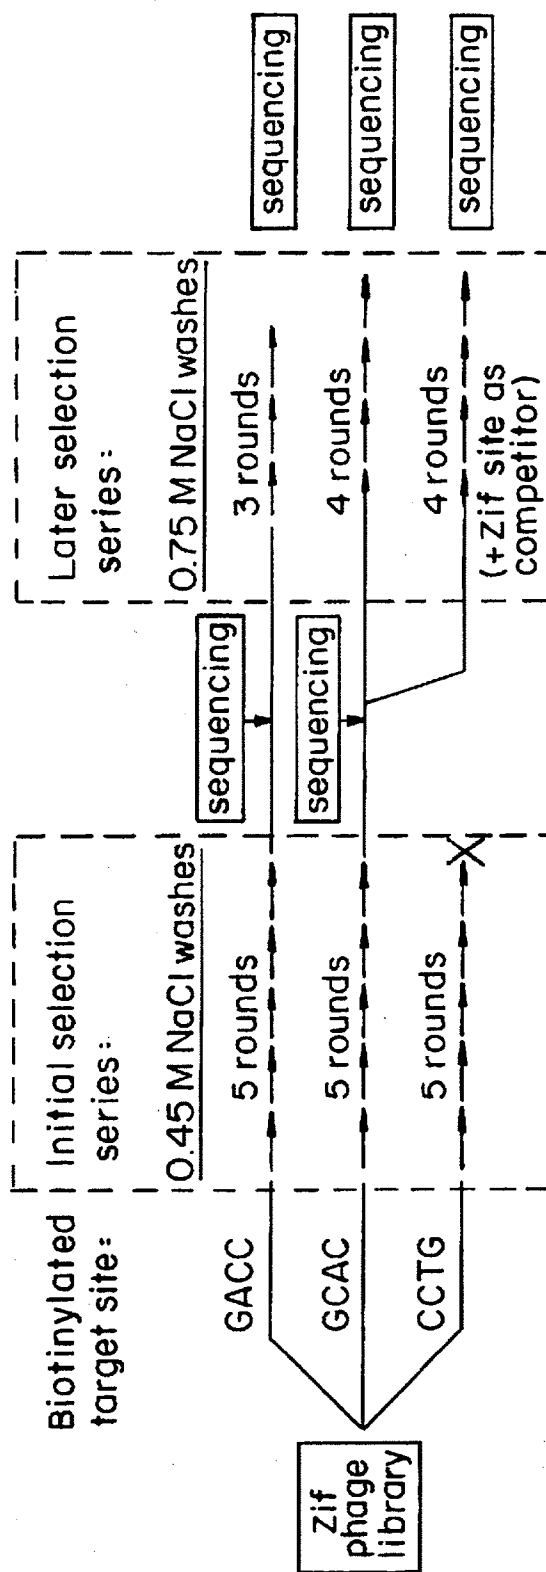 Biotinylated
target site:
Initial selection
series:
0.45 M NaCl washes
Later selection
series:
0.75 M NaCl washes
Zif
phage
library
GACC
5 rounds
sequencing
3 rounds
sequencing
GCAC
5 rounds
sequencing
4 rounds
sequencing
CCTG
5 rounds
X
4 rounds
(+Zif site as
competitor)
sequencing